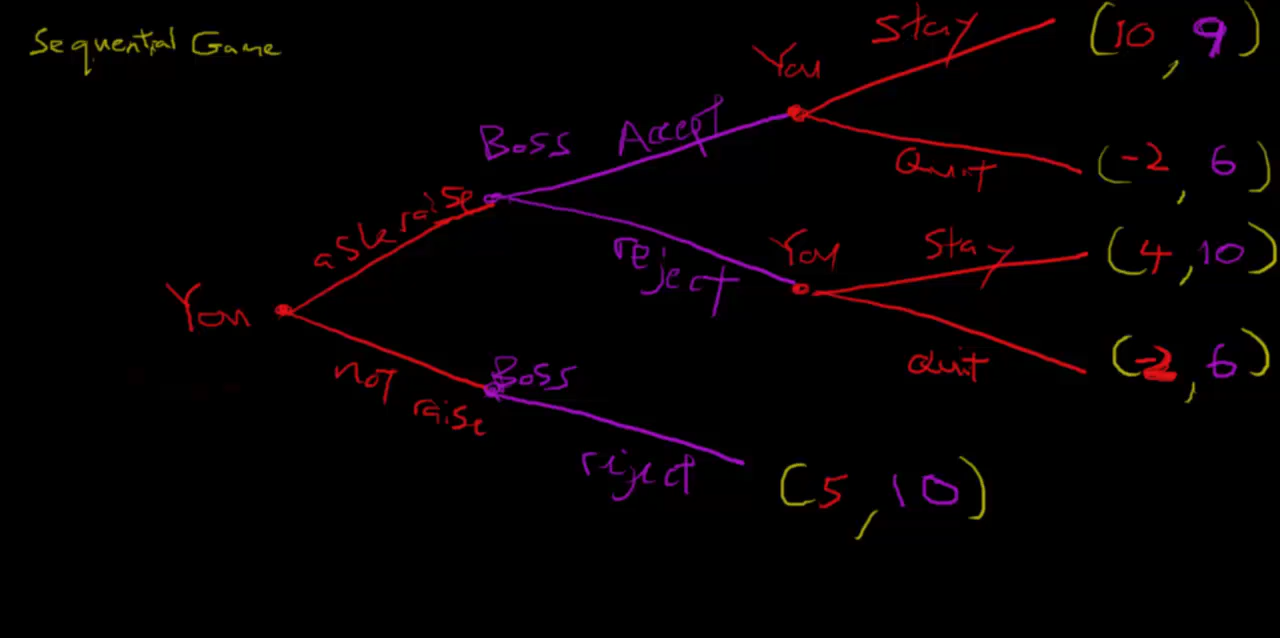 Sequential Game
Stay
(10, 9)
You
Boss Accept
Quit
(-2, 6)
ask raise
Stay
(4, 10)
You
reject
You
Quit
(-2, 6)
Boss
not
raise
reject
(5, 10)